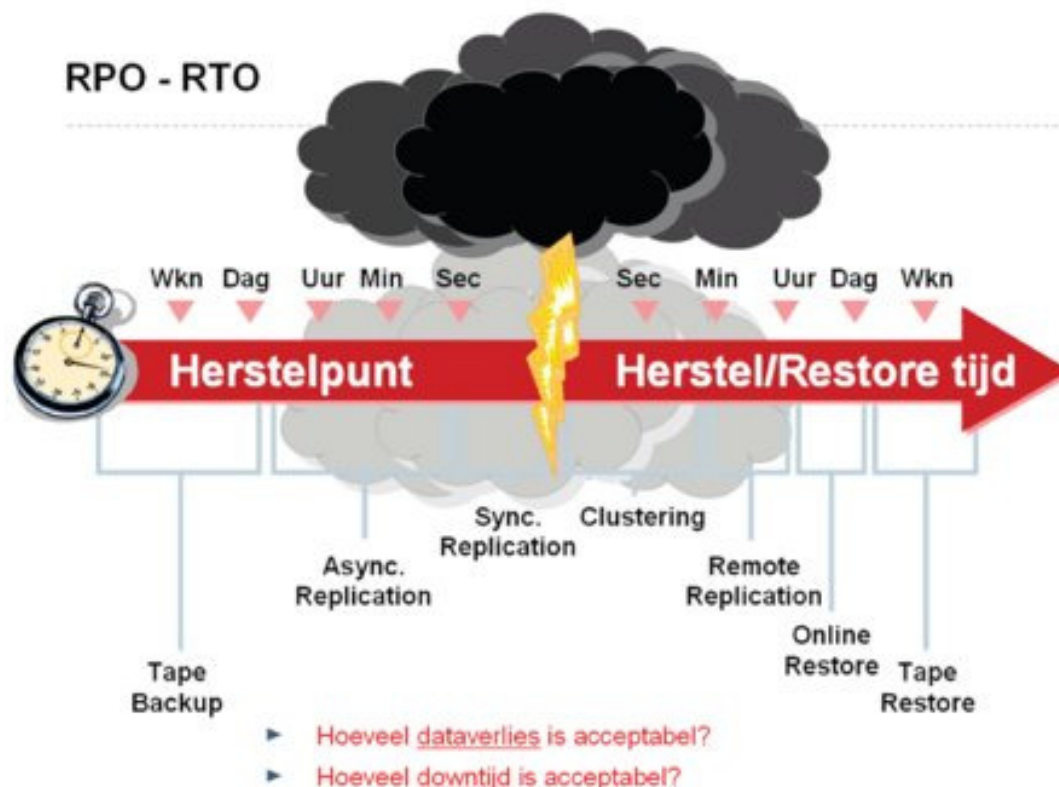 RPO - RTO
Wkn Dag Uur Min Sec Sec Min Uur Dag Wkn
Herstelpunt Herstel/Restore tijd
Sync.
Replication
Clustering
Async.
Replication
Remote
Replication
Online
Restore
Tape
Backup
Tape
Restore
► Hoeveel dataverlies is acceptabel?
► Hoeveel downtijd is acceptabel?